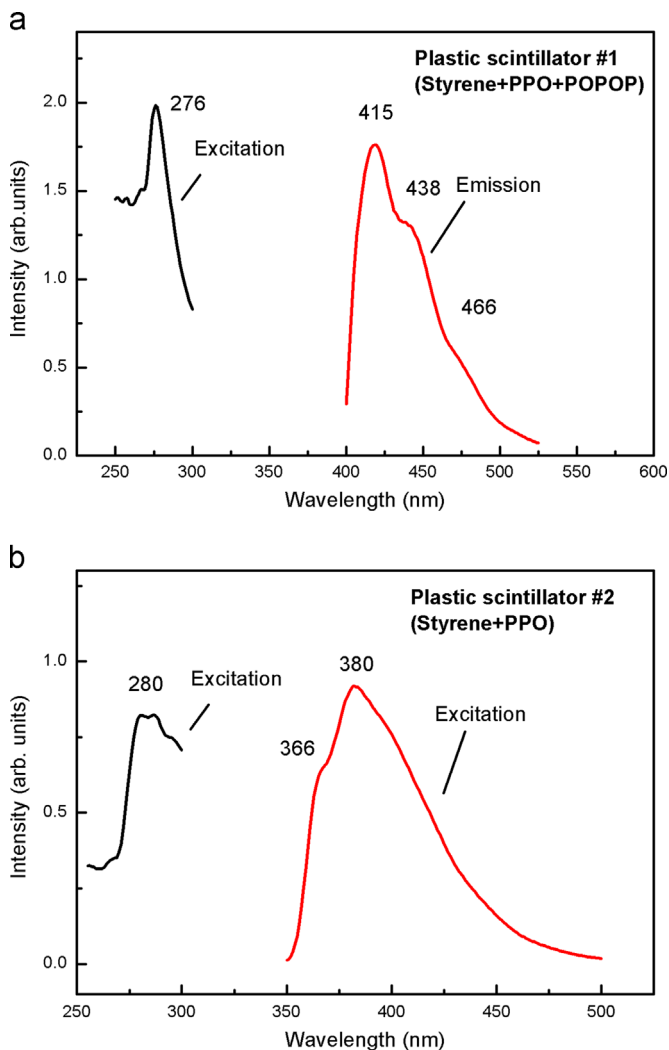 a
Plastic scintillator #1
(Styrene+PPO+POPOP)
276
415
2.0
Excitation
438
Emission
1.5
1.0
466
0.5
0.0
Intensity (arb.units)
250 300 350 400 450 500 550 600
Wavelength (nm)
b
Plastic scintillator #2
(Styrene+PPO)
1.0
280
Excitation
380
366
Excitation
0.5
0.0
Intensity (arb. units)
250 300 350 400 450 500
Wavelength (nm)